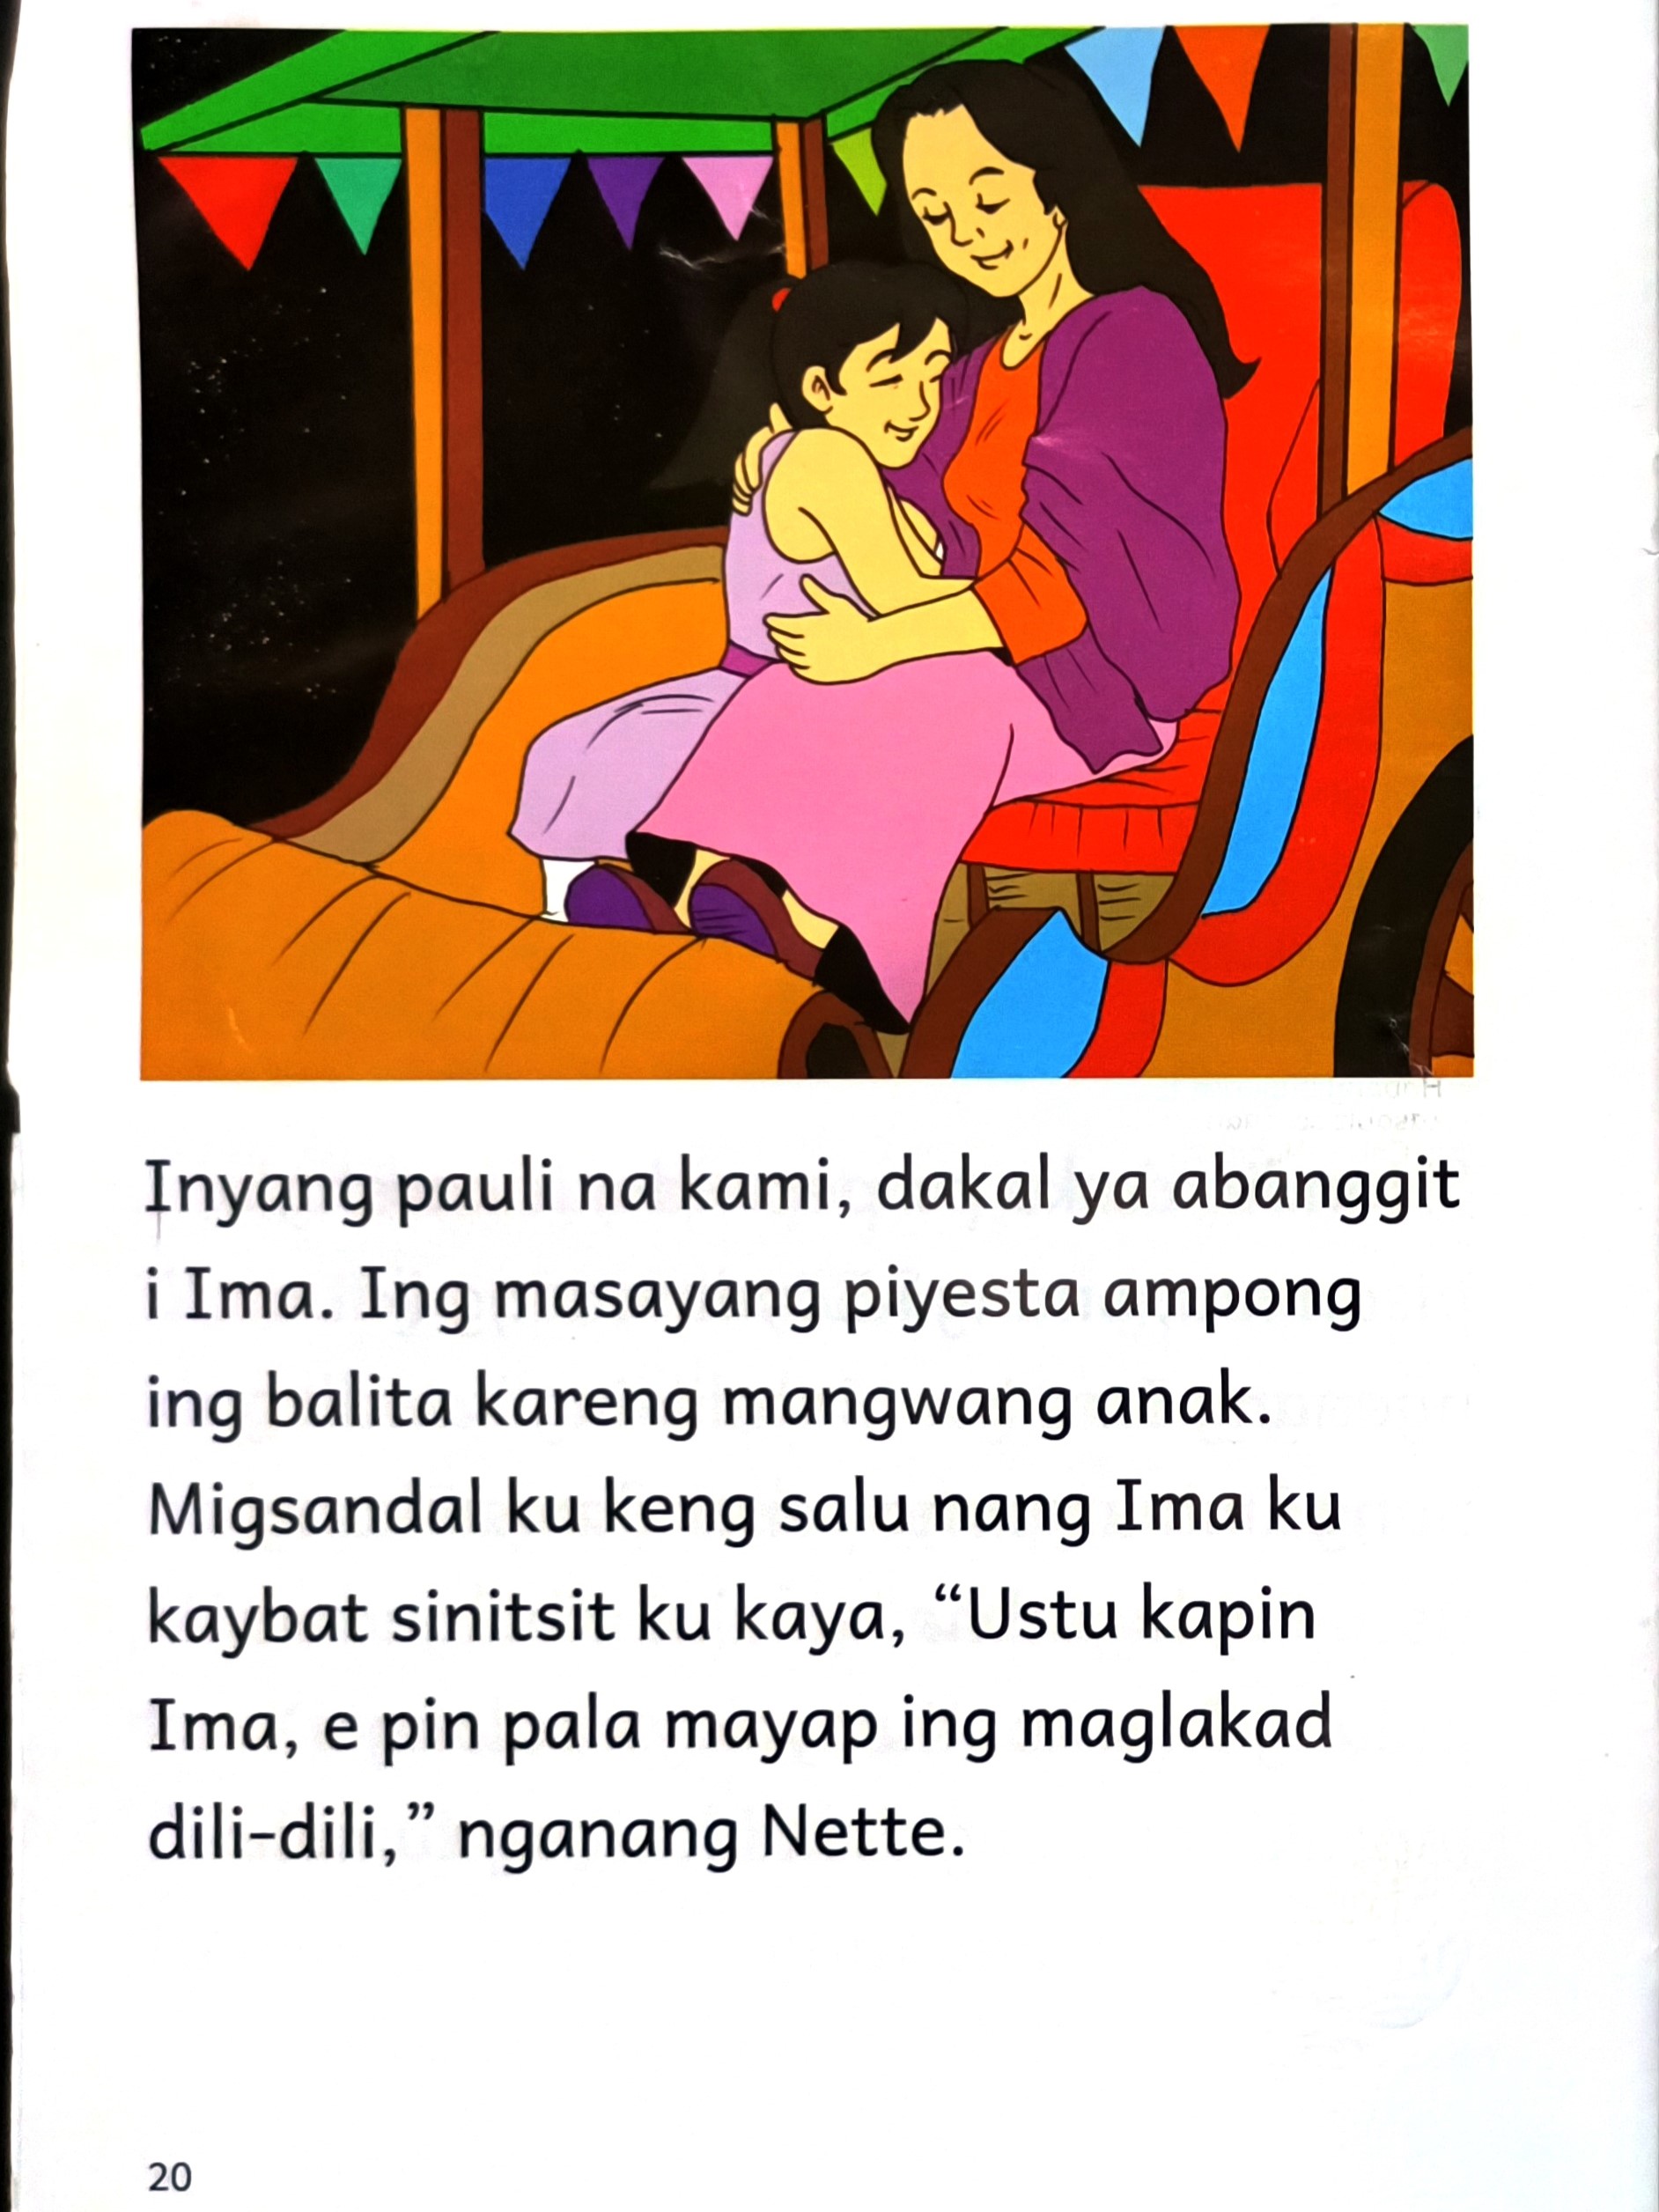 Inyang pauli na kami, dakal ya abanggit
i Ima. Ing masayang piyesta ampong
ing balita kareng mangwang anak.
Migsandal ku keng salu nang Ima ku
kaybat sinitsit ku kaya, “Ustu kapin
Ima, e pin pala mayap ing maglakad
dili-dili,” nganang Nette.
20